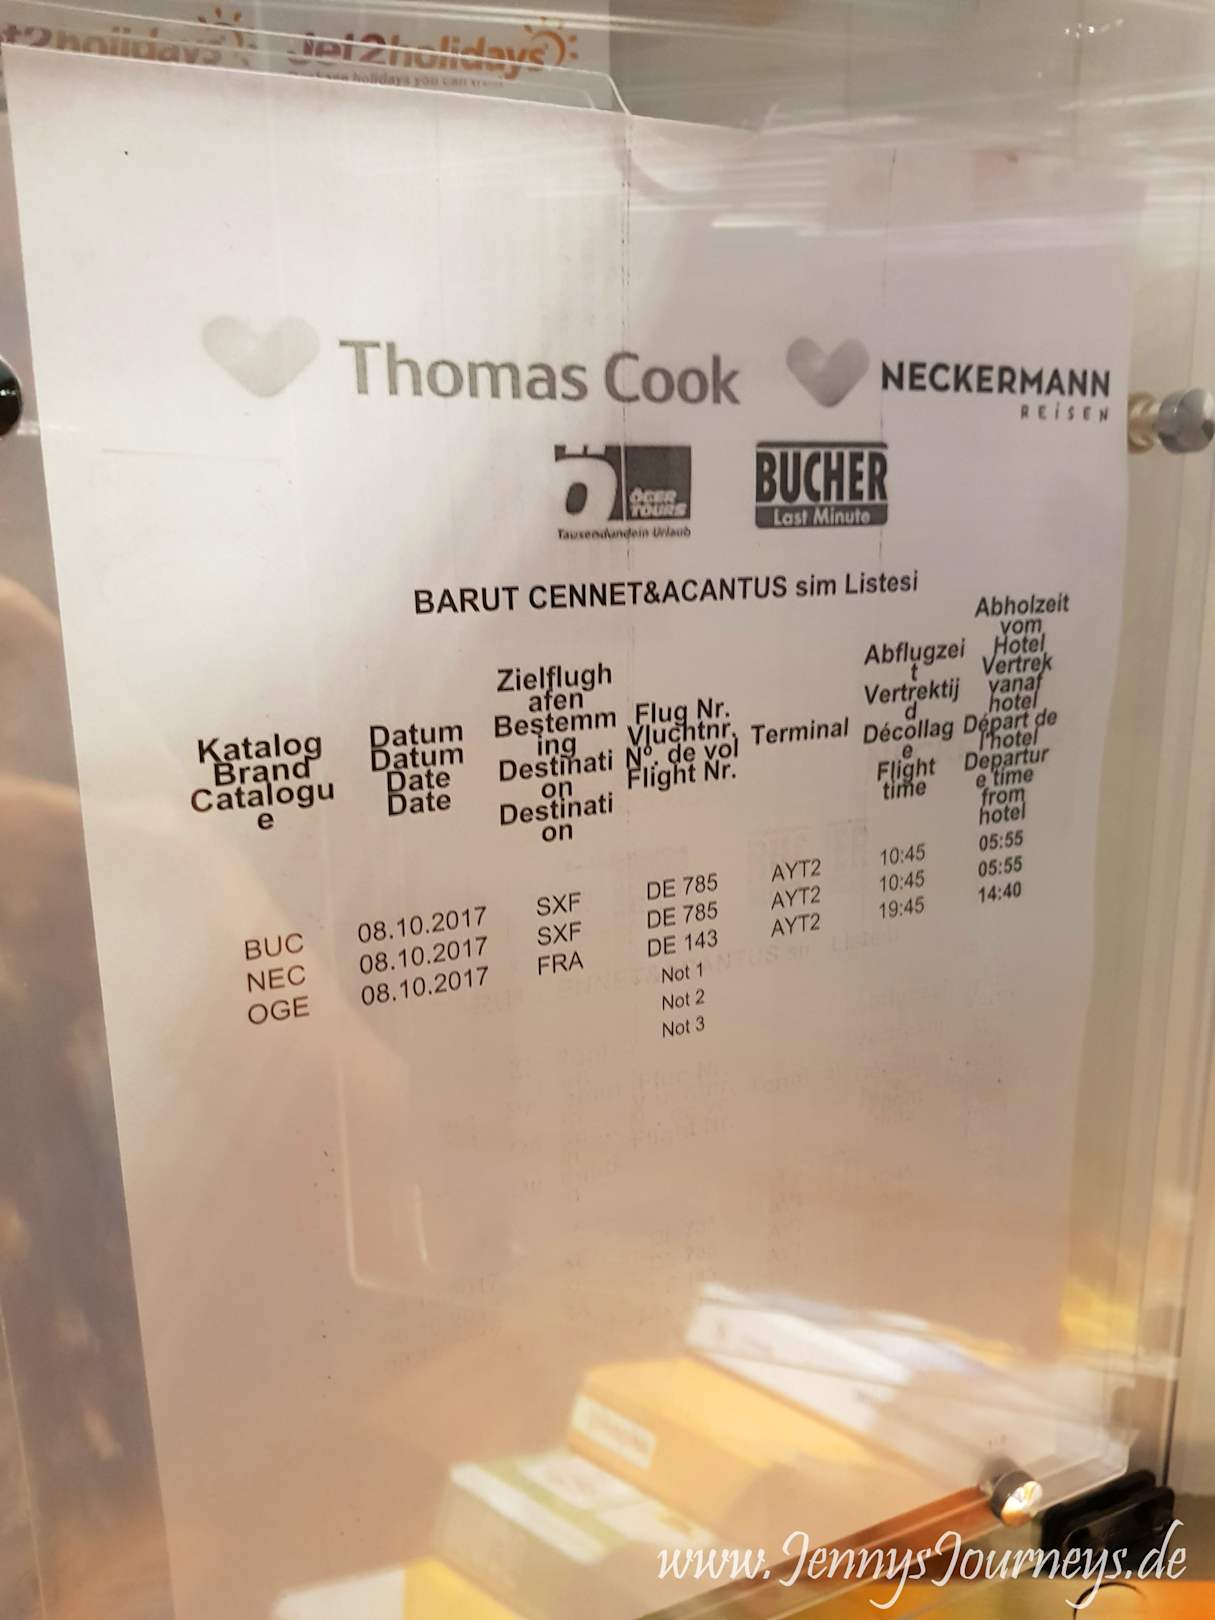 Jet2holidays
Thomas Cook
NECKERMANN
REİSEN
ÖGER
TOURS
Tausendundein Urlaub
BUCHER
Last Minute
BARUT CENNET&ACANTUS sim Listesi
Katalog
Brand
Catalogu
e
Datum
Datum
Date
Date
Zielflugh
afen
Bestemm
ing
Destinati
on
Destinati
on
Flug Nr.
Vluchtnr.
Nº. de vol
Flight Nr.
Terminal
Abflugzei
t
Vertrektij
d
Décollag
e
Flight
time
Abholzeit
vom
Hotel
Vertrek
vanaf
hotel
Départ de
l'hotel
Departur
e time
from
hotel
BUC 08.10.2017 SXF DE 785 AYT2 10:45 05:55
NEC 08.10.2017 SXF DE 785 AYT2 10:45 05:55
OGE 08.10.2017 FRA DE 143 AYT2 19:45 14:40
Not 1
Not 2
Not 3
www.JennysJourneys.de